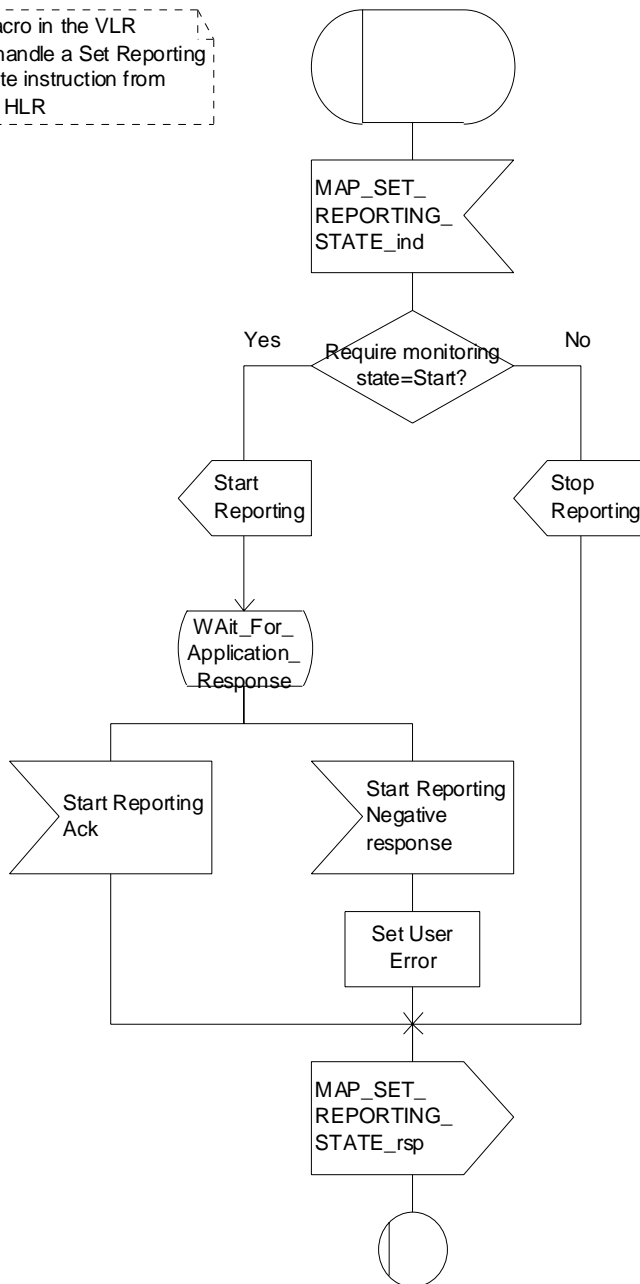 acro in the VLR
handle a Set Reporting
te instruction from
HLR
MAP_SET_
REPORTING_
STATE_ind
Yes
Require monitoring
state=Start?
No
Start
Reporting
Stop
Reporting
WAit_For_
Application_
Response
Start Reporting
Ack
Start Reporting
Negative
response
Set User
Error
MAP_SET_
REPORTING_
STATE_rsp